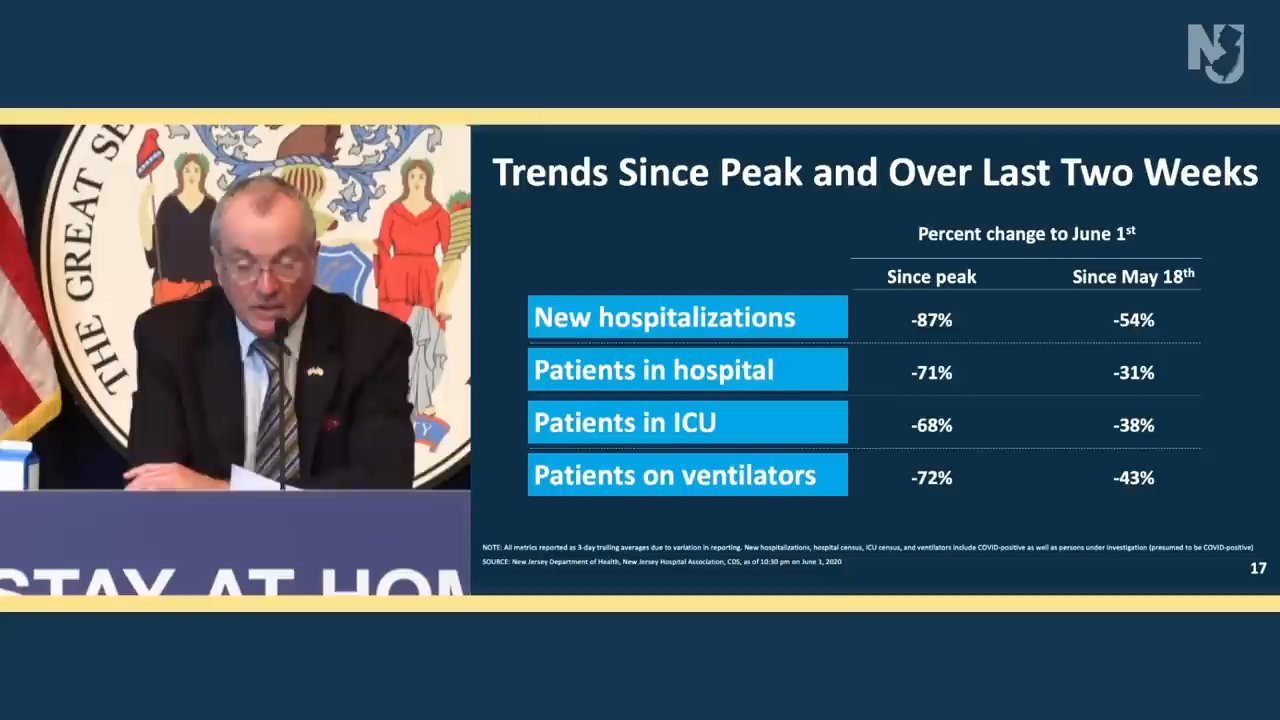 NJ
THE GREAT SE
TY
STAY AT HOM
Trends Since Peak and Over Last Two Weeks
Percent change to June 1st
Since peak Since May 18th
New hospitalizations -87% -54%
Patients in hospital -71% -31%
Patients in ICU -68% -38%
Patients on ventilators -72% -43%
NOTE: All metrics reported as 3-day trailing averages due to variation in reporting. New hospitalizations, hospital census, ICU census, and ventilators include COVID-positive as well as persons under investigation (presumed to be COVID-positive)
SOURCE: New Jersey Department of Health, New Jersey Hospital Association, CDS, as of 10:30 pm on June 1, 2020
17